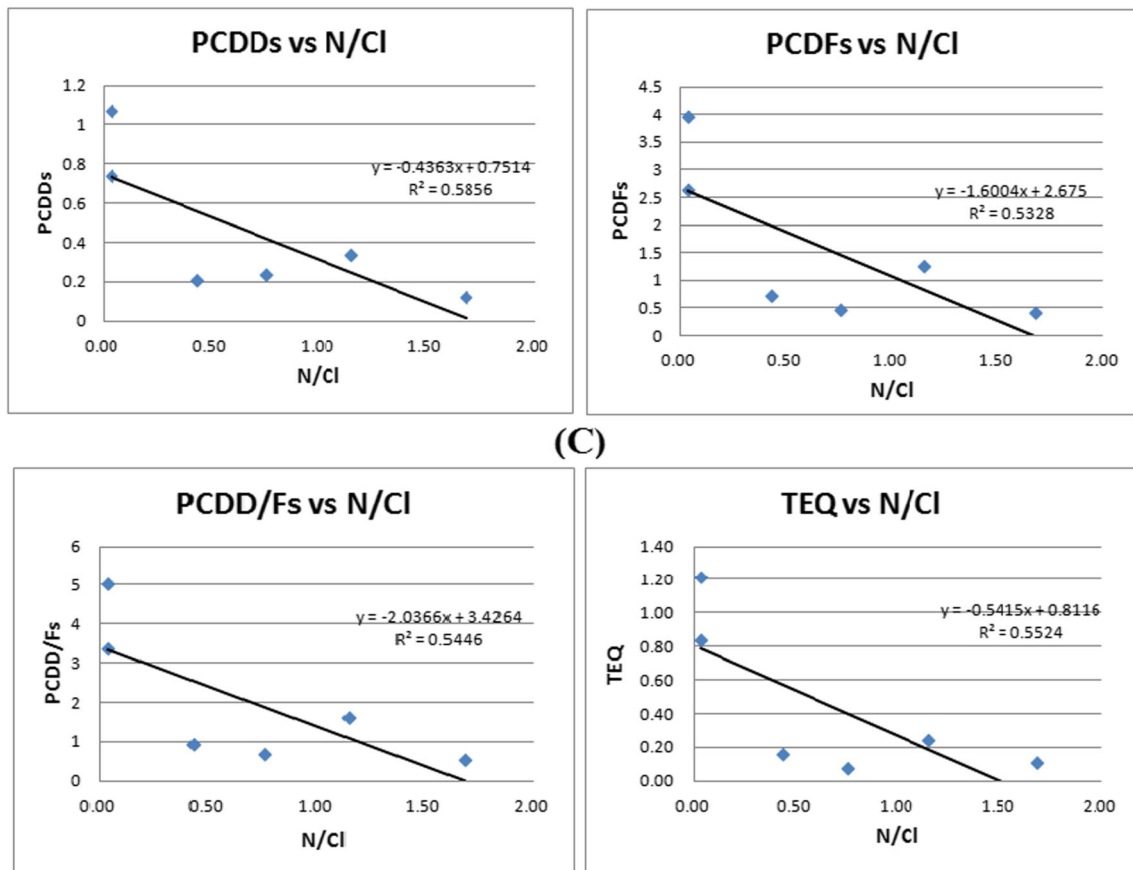 PCDDs vs N/Cl
1.2
1
0.8
0.6
0.4
0.2
0
PCDDs
y = -0.4363x + 0.7514
R² = 0.5856
0.00 0.50 1.00 1.50 2.00
N/Cl
PCDFs vs N/Cl
4.5
4
3.5
3
2.5
2
1.5
1
0.5
0
PCDFs
y = -1.6004x + 2.675
R² = 0.5328
0.00 0.50 1.00 1.50 2.00
N/Cl
(C)
PCDD/Fs vs N/Cl
6
5
4
3
2
1
0
PCDD/Fs
y = -2.0366x + 3.4264
R² = 0.5446
0.00 0.50 1.00 1.50 2.00
N/Cl
TEQ vs N/Cl
1.40
1.20
1.00
0.80
0.60
0.40
0.20
0.00
TEQ
y = -0.5415x + 0.8116
R² = 0.5524
0.00 0.50 1.00 1.50 2.00
N/Cl